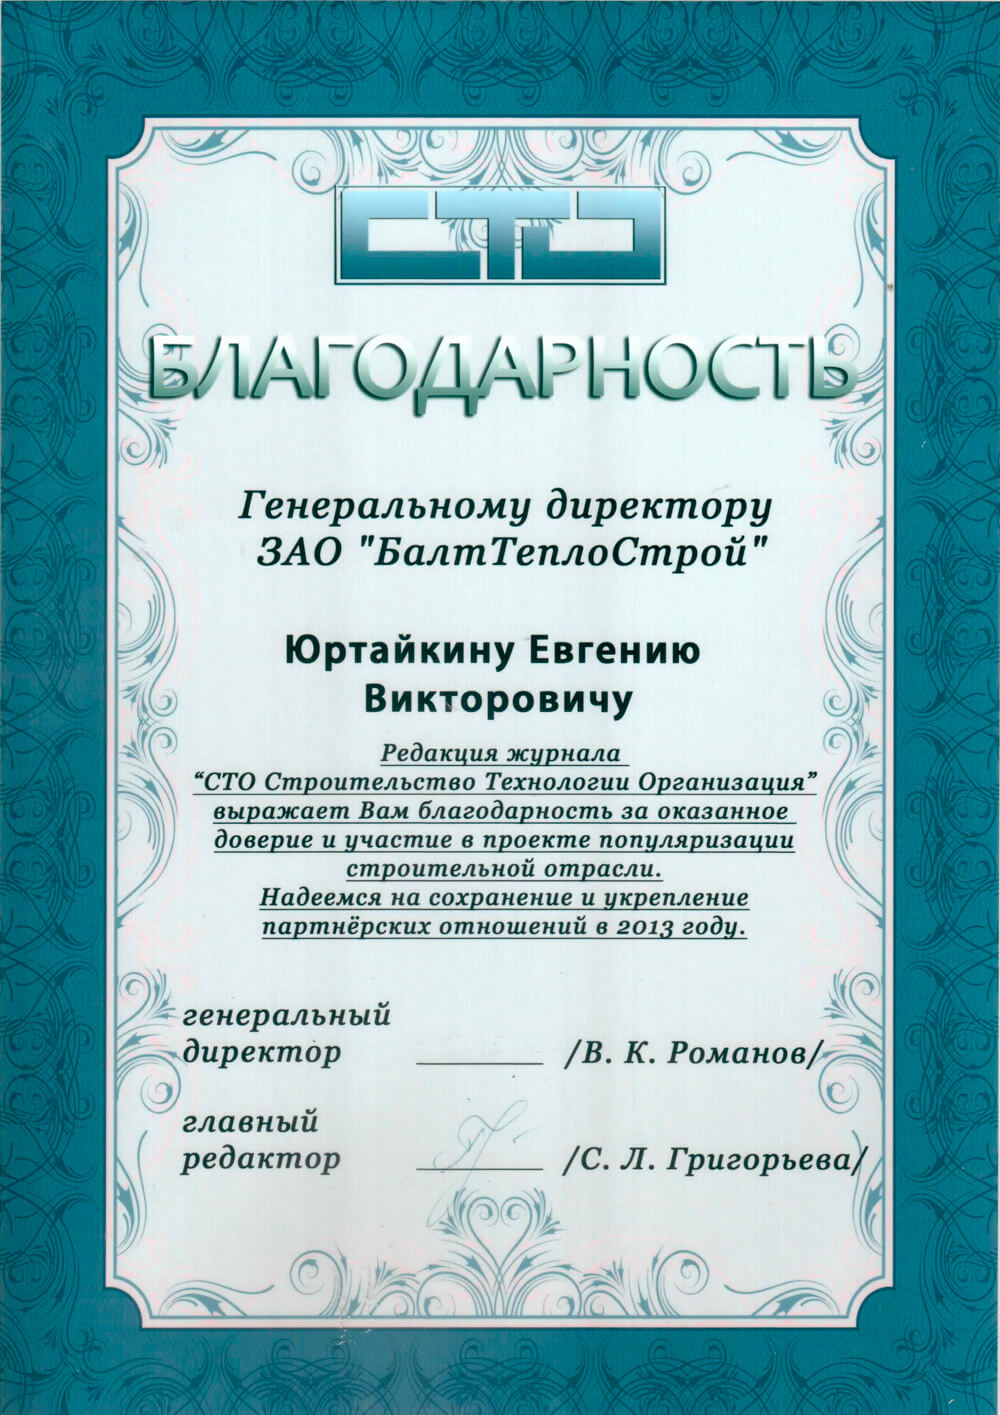 СТО
БЛАГОДАРНОСТЬ
Генеральному директору
ЗАО "БалтТеплоСтрой"
Юртайкину Евгению
Викторовичу
Редакция журнала
“СТО Строительство Технологии Организация”
выражает Вам благодарность за оказанное
доверие и участие в проекте популяризации
строительной отрасли.
Надеемся на сохранение и укрепление
партнёрских отношений в 2013 году.
генеральный
директор /В. К. Романов/
главный
редактор /С. Л. Григорьева/